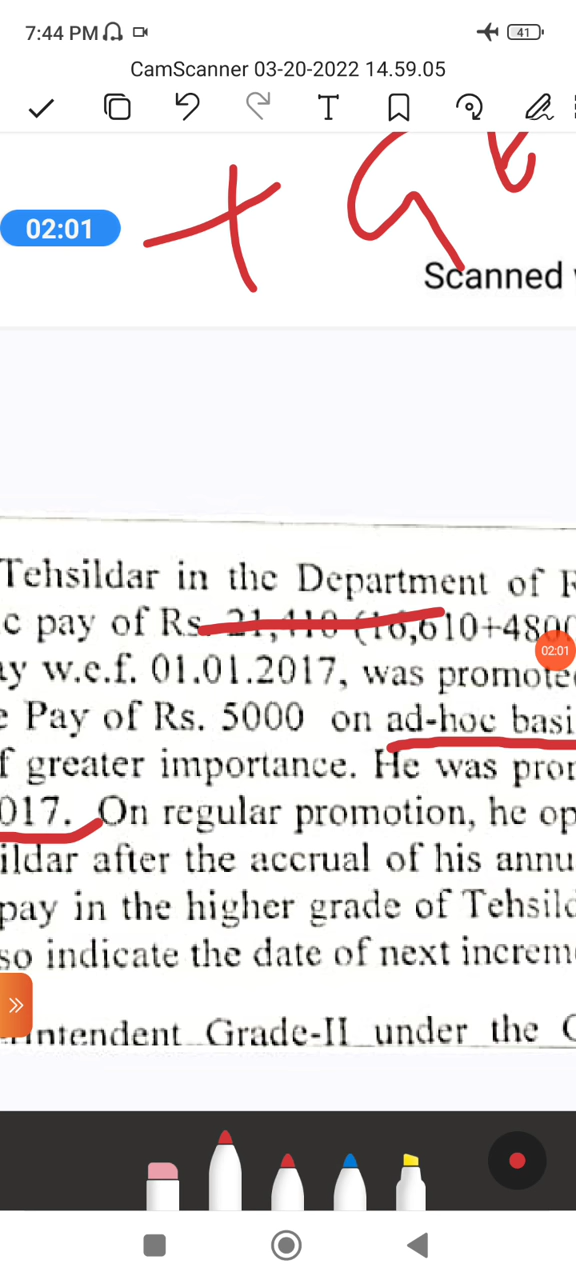 7:44 PM
41
CamScanner 03-20-2022 14.59.05
T
02:01
+ G
Scanned
Tehsildar in the Department of
c pay of Rs. 21,410 (16,610+4800
02:01
ay w.e.f. 01.01.2017, was promote
e Pay of Rs. 5000 on ad-hoc basi
f greater importance. He was pro
017. On regular promotion, he op
ildar after the accrual of his annu
pay in the higher grade of Tehsild
so indicate the date of next increm
intendent Grade-II under the